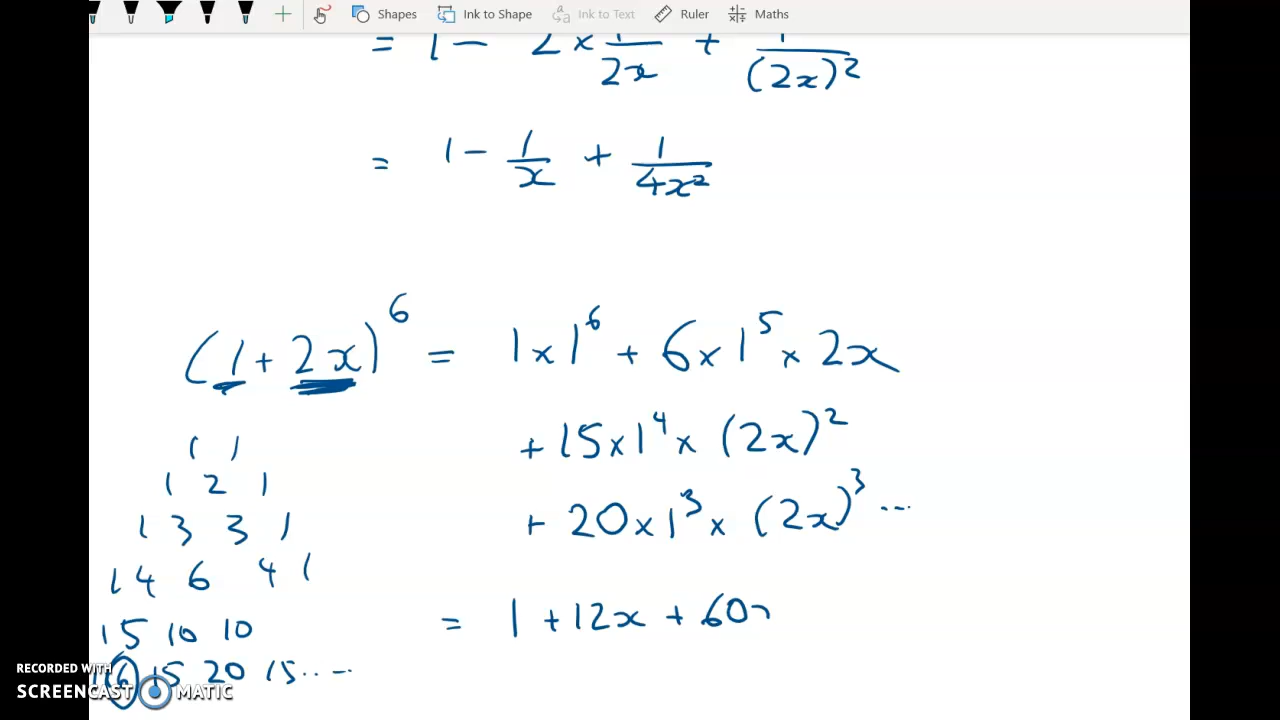 Shapes Ink to Shape Ink to Text Ruler Maths
= 1 - 2 × 1/2x + 1/(2x)²
= 1 - 1/x + 1/4x²
(1 + 2x)⁶ = 1 × 1⁶ + 6 × 1⁵ × 2x
+ 15 × 1⁴ × (2x)²
+ 20 × 1³ × (2x)³ ...
= 1 + 12x + 60
1 1
1 2 1
1 3 3 1
1 4 6 4 1
1 5 10 10
1 6 15 20 15 ....
RECORDED WITH
SCREENCAST MATIC